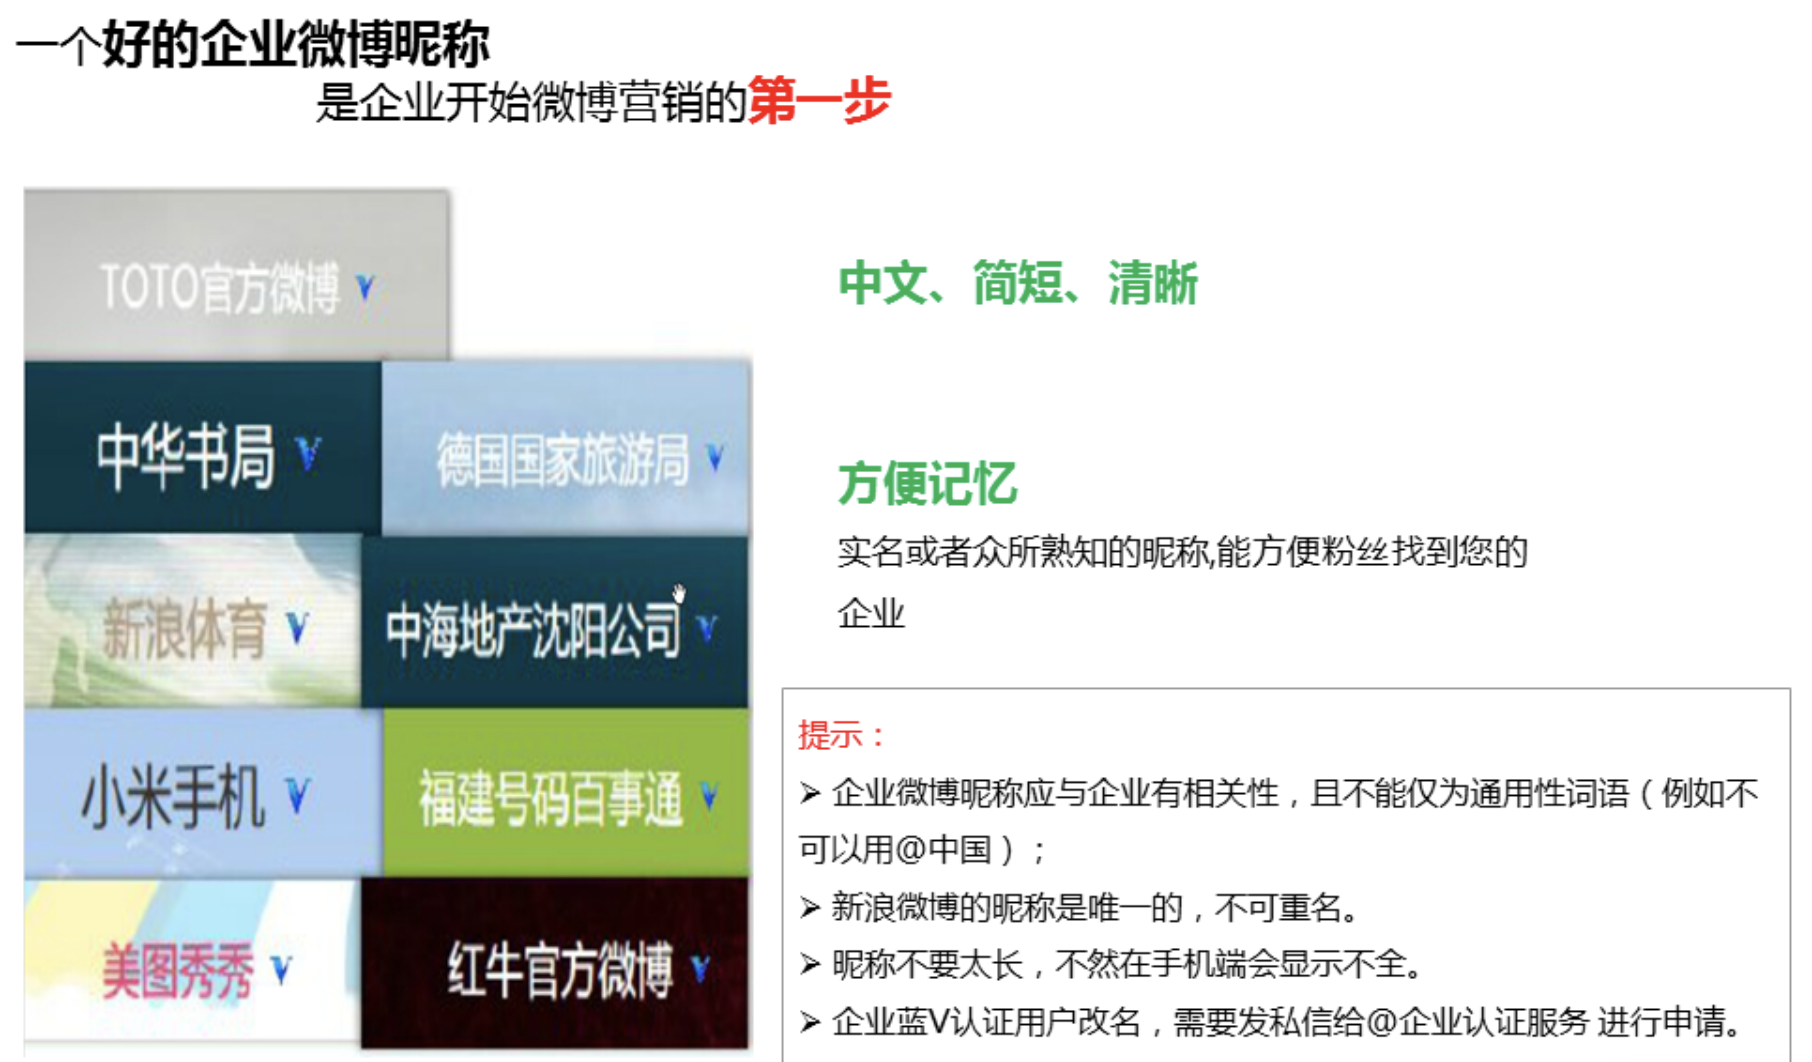 一个好的企业微博昵称
是企业开始微博营销的第一步
TOTO官方微博
中华书局
德国国家旅游局
新浪体育
中海地产沈阳公司
小米手机
福建号码百事通
美图秀秀
红牛官方微博
中文、简短、清晰
方便记忆
实名或者众所熟知的昵称,能方便粉丝找到您的
企业
提示：
➢ 企业微博昵称应与企业有相关性，且不能仅为通用性词语（例如不
可以用@中国）；
➢ 新浪微博的昵称是唯一的，不可重名。
➢ 昵称不要太长，不然在手机端会显示不全。
➢ 企业蓝V认证用户改名，需要发私信给@企业认证服务 进行申请。